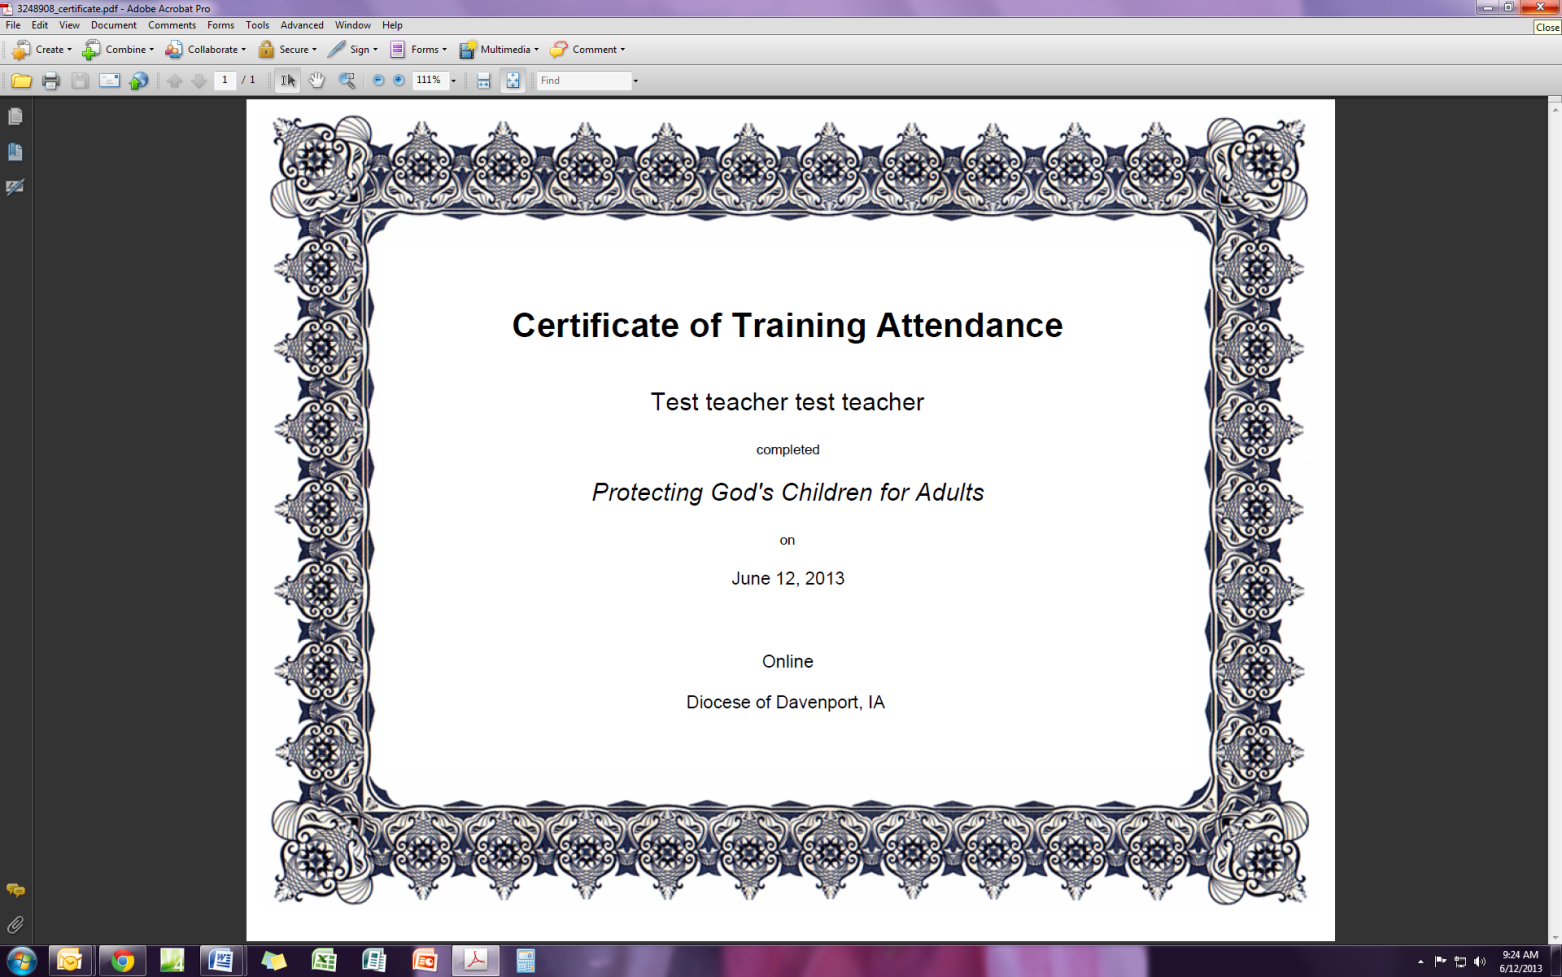 3248908_certificate.pdf - Adobe Acrobat Pro
File Edit View Document Comments Forms Tools Advanced Window Help
Close
Create Combine Collaborate Secure Sign Forms Multimedia Comment
1 / 1 111% Find
Certificate of Training Attendance
Test teacher test teacher
completed
Protecting God's Children for Adults
on
June 12, 2013
Online
Diocese of Davenport, IA
9:24 AM
6/12/2013